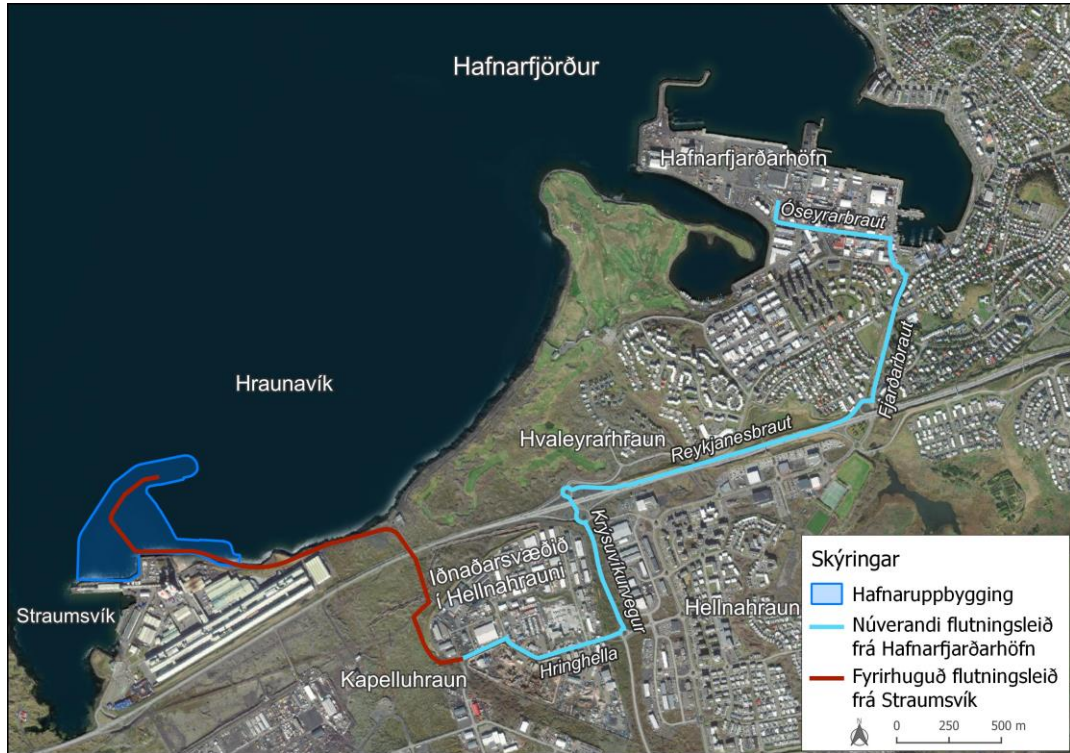 Hafnarfjörður
Hafnarfjarðarhöfn
Óseyrarbraut
Fjarðarbraut
Hraunavík
Hvaleyrarhraun
Reykjanesbraut
Krýsuvíkurvegur
Iðnaðarsvæðið
í Hellnahrauni
Straumsvík
Hellnahraun
Hringhella
Kapelluhraun
Skýringar
Hafnaruppbygging
Núverandi flutningsleið
frá Hafnarfjarðarhöfn
Fyrirhuguð flutningsleið
frá Straumsvík
N
0 250 500 m